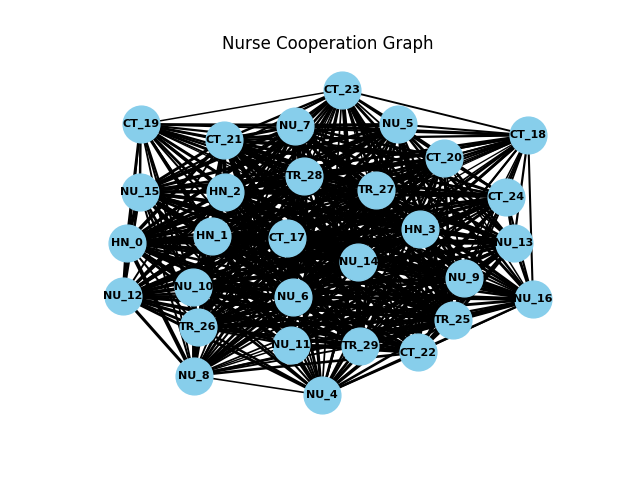 Nurse Cooperation Graph
CT_23
CT_19
NU_7
NU_5
CT_18
CT_21
CT_20
TR_28
TR_27
NU_15
HN_2
CT_24
HN_3
HN_1
CT_17
HN_0
NU_13
NU_14
NU_9
NU_10
NU_12
NU_6
NU_16
TR_25
TR_26
NU_11
TR_29
CT_22
NU_8
NU_4